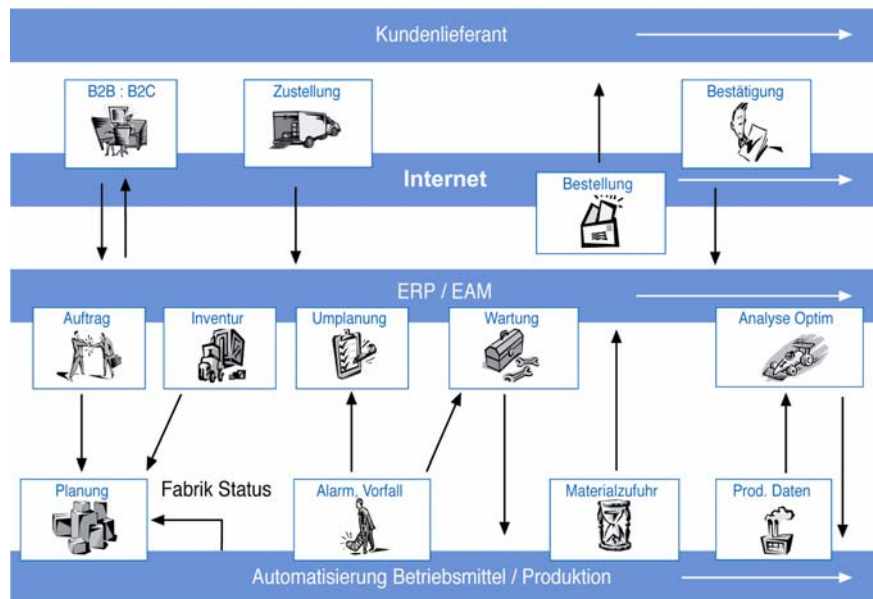 Kundenlieferant
B2B : B2C
Zustellung
Bestätigung
Internet
Bestellung
ERP / EAM
Auftrag
Inventur
Umplanung
Wartung
Analyse Optim
Planung
Fabrik Status
Alarm, Vorfall
Materialzufuhr
Prod. Daten
Automatisierung Betriebsmittel / Produktion